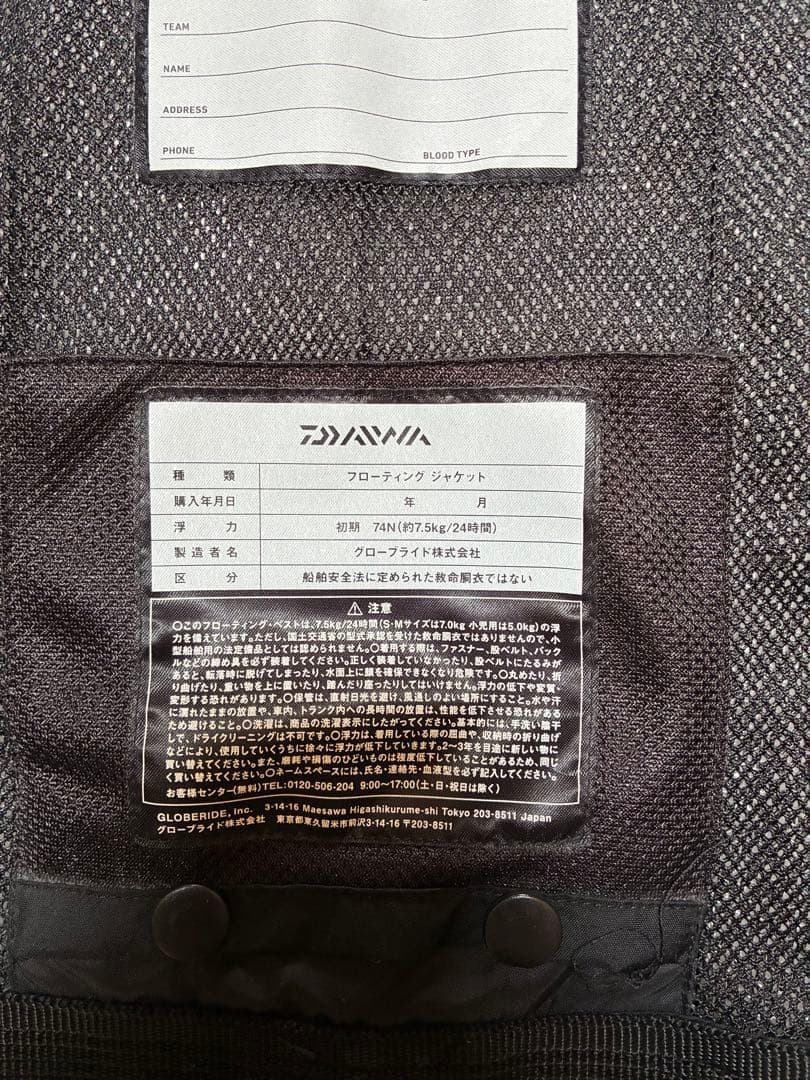 TEAM
NAME
ADDRESS
PHONE BLOOD TYPE
DAIWA
種類 フローティング ジャケット
購入年月日 年 月
浮力 初期 74N(約7.5kg/24時間)
製造者名 グローブライド株式会社
区分 船舶安全法に定められた救命胴衣ではない
⚠ 注意
○このフローティング・ベストは、7.5kg/24時間(S・Mサイズは7.0kg 小児用は5.0kg)の浮
力を備えています。ただし、国土交通省の型式承認を受けた救命胴衣ではありませんので、小
型船舶用の法定備品としては認められません。○着用する際は、ファスナー、股ベルト、バック
ルなどの締め具を必ず装着してください。正しく装着していなかったり、股ベルトにたるみが
あると、転落時に脱げてしまったり、水面上に顔を確保できなくなり危険です。○丸めたり、折
り曲げたり、重い物を上に置いたり、踏んだり座ったりしてはいけません。浮力の低下や変質・
変形する恐れがあります。○保管は、直射日光を避け、風通しのよい場所にすること。水や汗
に濡れたままの放置や、車内、トランク内への長時間の放置は、性能を低下させる恐れがある
ため避けること。○洗濯は、商品の洗濯表示にしたがってください。基本的には、手洗い陰干
しで、ドライクリーニングは不可です。○浮力は、着用している際の屈曲や、収納時の折り曲げ
などにより、使用していくうちに徐々に浮力が低下していきます。2〜3年を目途に新しい物に
買い替えてください。また、磨耗や損傷のひどいものは強度低下していることがあるため、同じ
く買い替えてください。○ネームスペースには、氏名・連絡先・血液型を必ず記入してください。
お客様センター(無料)TEL:0120-506-204 9:00〜17:00(土・日・祝日は除く)
GLOBERIDE, Inc. 3-14-16 Maesawa Higashikurume-shi Tokyo 203-8511 Japan
グローブライド株式会社 東京都東久留米市前沢3-14-16 〒203-8511